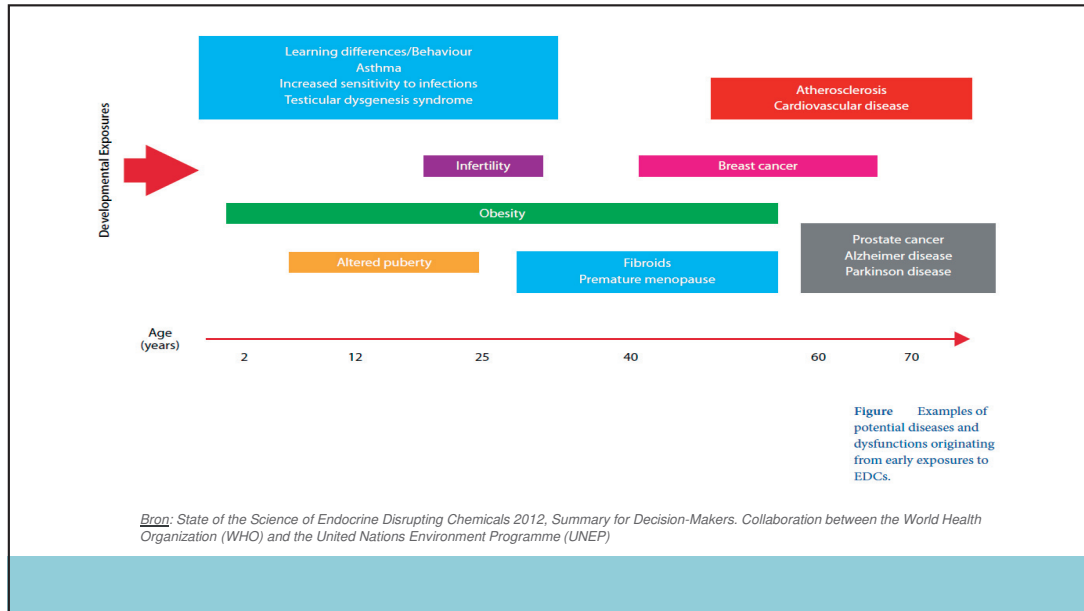 Learning differences/Behaviour
Asthma
Increased sensitivity to infections
Testicular dysgenesis syndrome
Atherosclerosis
Cardiovascular disease
Developmental Exposures
Infertility
Breast cancer
Obesity
Altered puberty
Fibroids
Premature menopause
Prostate cancer
Alzheimer disease
Parkinson disease
Age
(years)
2 12 25 40 60 70
Figure Examples of
potential diseases and
dysfunctions originating
from early exposures to
EDCs.
Bron: State of the Science of Endocrine Disrupting Chemicals 2012, Summary for Decision-Makers. Collaboration between the World Health
Organization (WHO) and the United Nations Environment Programme (UNEP)